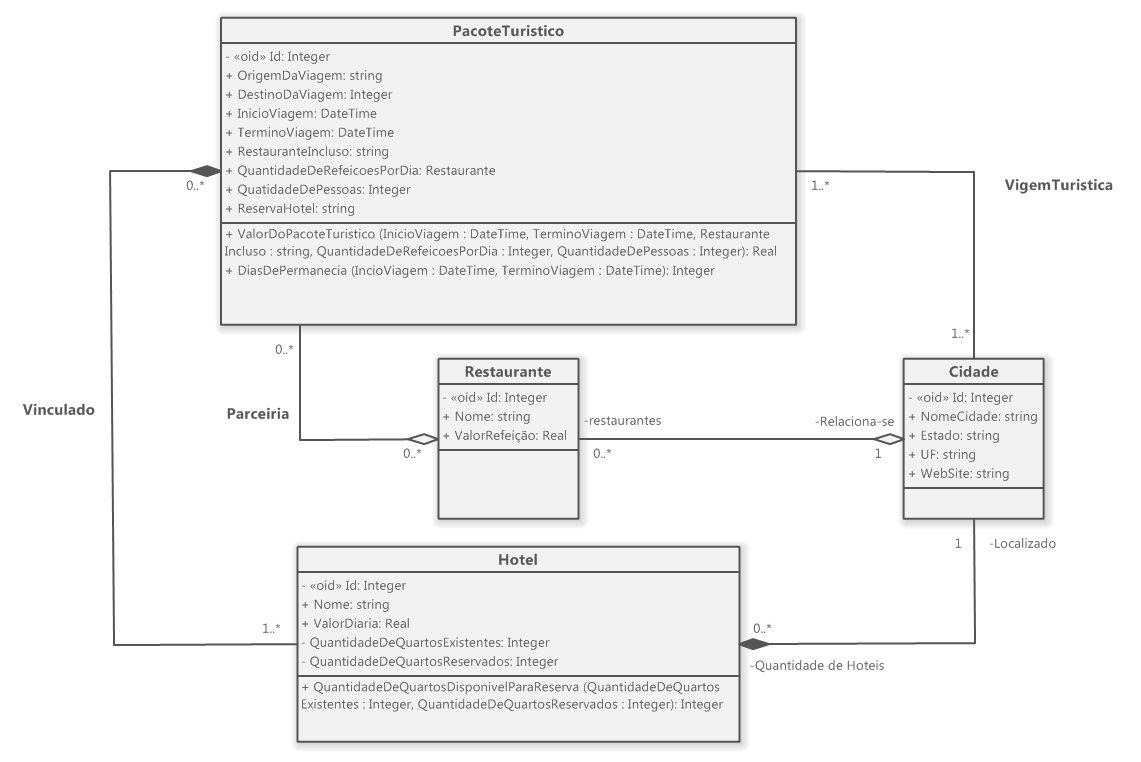 PacoteTuristico
- «oid» Id: Integer
+ OrigemDaViagem: string
+ DestinoDaViagem: Integer
+ InicioViagem: DateTime
+ TerminoViagem: DateTime
+ RestauranteIncluso: string
+ QuantidadeDeRefeicoesPorDia: Restaurante
+ QuatidadeDePessoas: Integer
+ ReservaHotel: string
+ ValorDoPacoteTuristico (InicioViagem : DateTime, TerminoViagem : DateTime, Restaurante
Incluso : string, QuantidadeDeRefeicoesPorDia : Integer, QuantidadeDePessoas : Integer): Real
+ DiasDePermanecia (IncioViagem : DateTime, TerminoViagem : DateTime): Integer
0..*
1..*
VigemTuristica
0..*
1..*
Vinculado
Parceiria
0..*
Restaurante
- «oid» Id: Integer
+ Nome: string
+ ValorRefeição: Real
-restaurantes
0..*
-Relaciona-se
1
Cidade
- «oid» Id: Integer
+ NomeCidade: string
+ Estado: string
+ UF: string
+ WebSite: string
1
-Localizado
Hotel
- «oid» Id: Integer
+ Nome: string
+ ValorDiaria: Real
- QuantidadeDeQuartosExistentes: Integer
- QuantidadeDeQuartosReservados: Integer
+ QuantidadeDeQuartosDisponivelParaReserva (QuantidadeDeQuartos
Existentes : Integer, QuantidadeDeQuartosReservados : Integer): Integer
1..*
0..*
-Quantidade de Hoteis